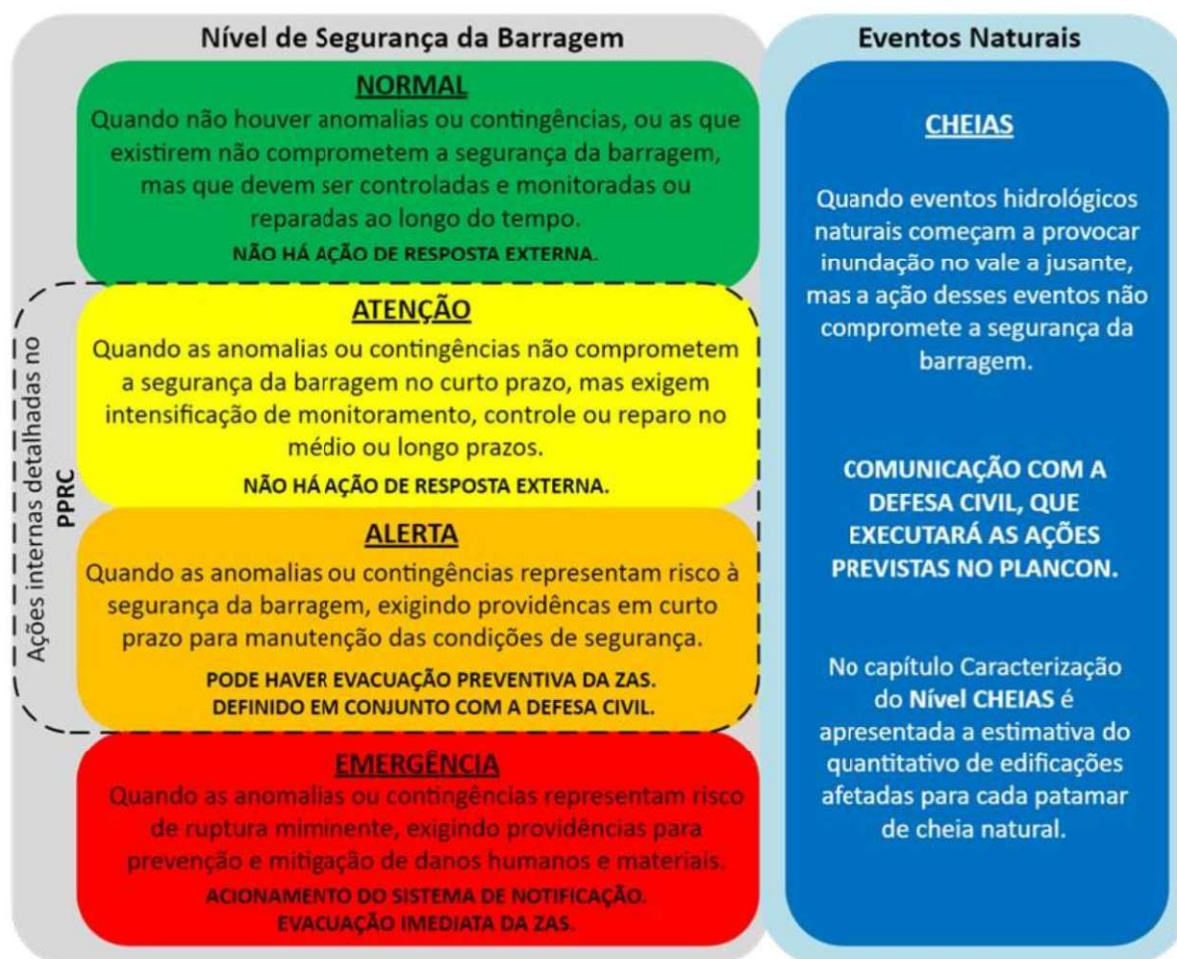 Nível de Segurança da Barragem
NORMAL
Quando não houver anomalias ou contingências, ou as que
existirem não comprometem a segurança da barragem,
mas que devem ser controladas e monitoradas ou
reparadas ao longo do tempo.
NÃO HÁ AÇÃO DE RESPOSTA EXTERNA.
Ações internas detalhadas no
PPRC
ATENÇÃO
Quando as anomalias ou contingências não comprometem
a segurança da barragem no curto prazo, mas exigem
intensificação de monitoramento, controle ou reparo no
médio ou longo prazos.
NÃO HÁ AÇÃO DE RESPOSTA EXTERNA.
ALERTA
Quando as anomalias ou contingências representam risco à
segurança da barragem, exigindo providêncas em curto
prazo para manutenção das condições de segurança.
PODE HAVER EVACUAÇÃO PREVENTIVA DA ZAS.
DEFINIDO EM CONJUNTO COM A DEFESA CIVIL.
EMERGÊNCIA
Quando as anomalias ou contingências representam risco
de ruptura miminente, exigindo providências para
prevenção e mitigação de danos humanos e materiais.
ACIONAMENTO DO SISTEMA DE NOTIFICAÇÃO.
EVACUAÇÃO IMEDIATA DA ZAS.
Eventos Naturais
CHEIAS
Quando eventos hidrológicos
naturais começam a provocar
inundação no vale a jusante,
mas a ação desses eventos não
compromete a segurança da
barragem.
COMUNICAÇÃO COM A
DEFESA CIVIL, QUE
EXECUTARÁ AS AÇÕES
PREVISTAS NO PLANCON.
No capítulo Caracterização
do Nível CHEIAS é
apresentada a estimativa do
quantitativo de edificações
afetadas para cada patamar
de cheia natural.